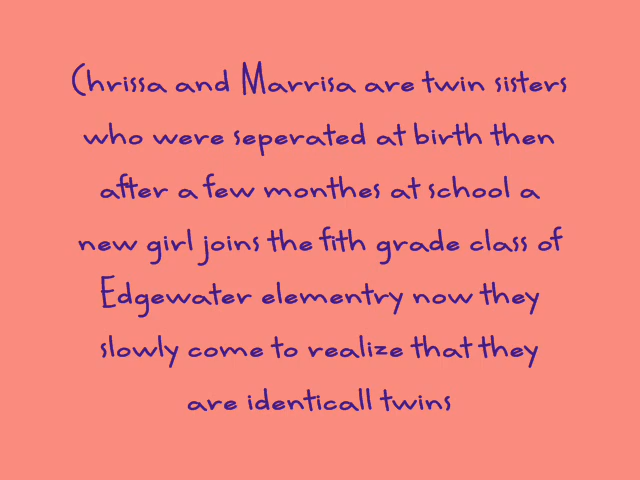 Chrissa and Marrisa are twin sisters
who were seperated at birth then
after a few monthes at school a
new girl joins the fith grade class of
Edgewater elementry now they
slowly come to realize that they
are identicall twins